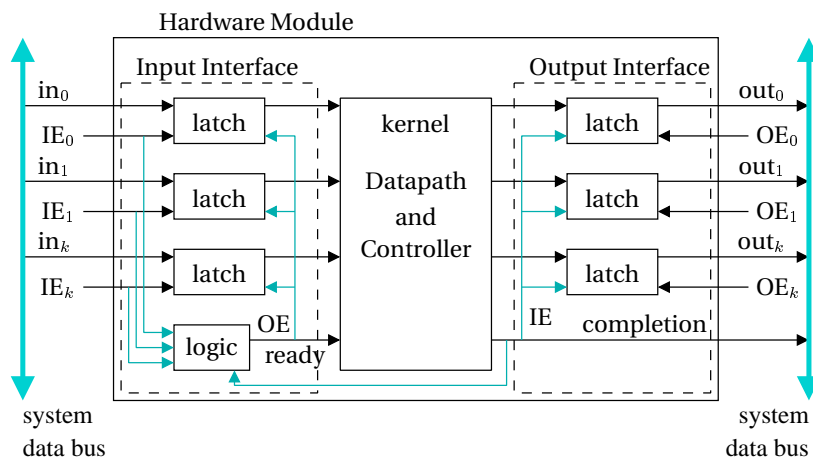 Hardware Module
Input Interface
Output Interface
in₀
IE₀
in₁
IE₁
inₖ
IEₖ
latch
latch
latch
logic
OE
ready
kernel
Datapath
and
Controller
latch
latch
latch
IE
completion
out₀
OE₀
out₁
OE₁
outₖ
OEₖ
system
data bus
system
data bus